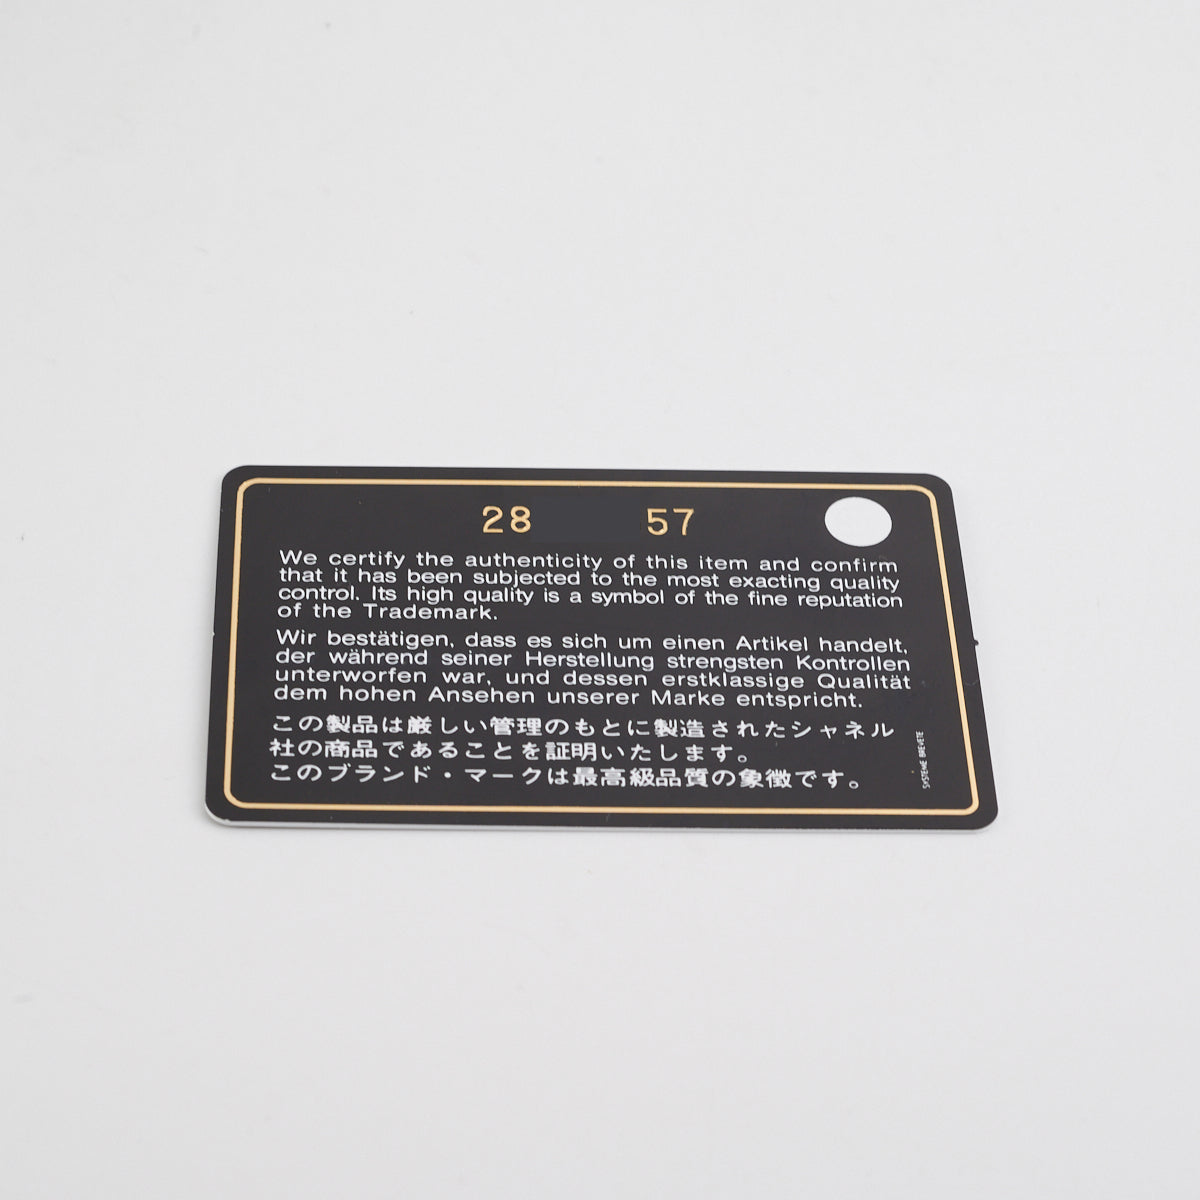 28 57
We certify the authenticity of this item and confirm
that it has been subjected to the most exacting quality
control. Its high quality is a symbol of the fine reputation
of the Trademark.
Wir bestätigen, dass es sich um einen Artikel handelt,
der während seiner Herstellung strengsten Kontrollen
unterworfen war, und dessen erstklassige Qualität
dem hohen Ansehen unserer Marke entspricht.
この製品は厳しい管理のもとに製造されたシャネル
社の商品であることを証明いたします。
このブランド・マークは最高級品質の象徴です。
SYSTEME BREVETE